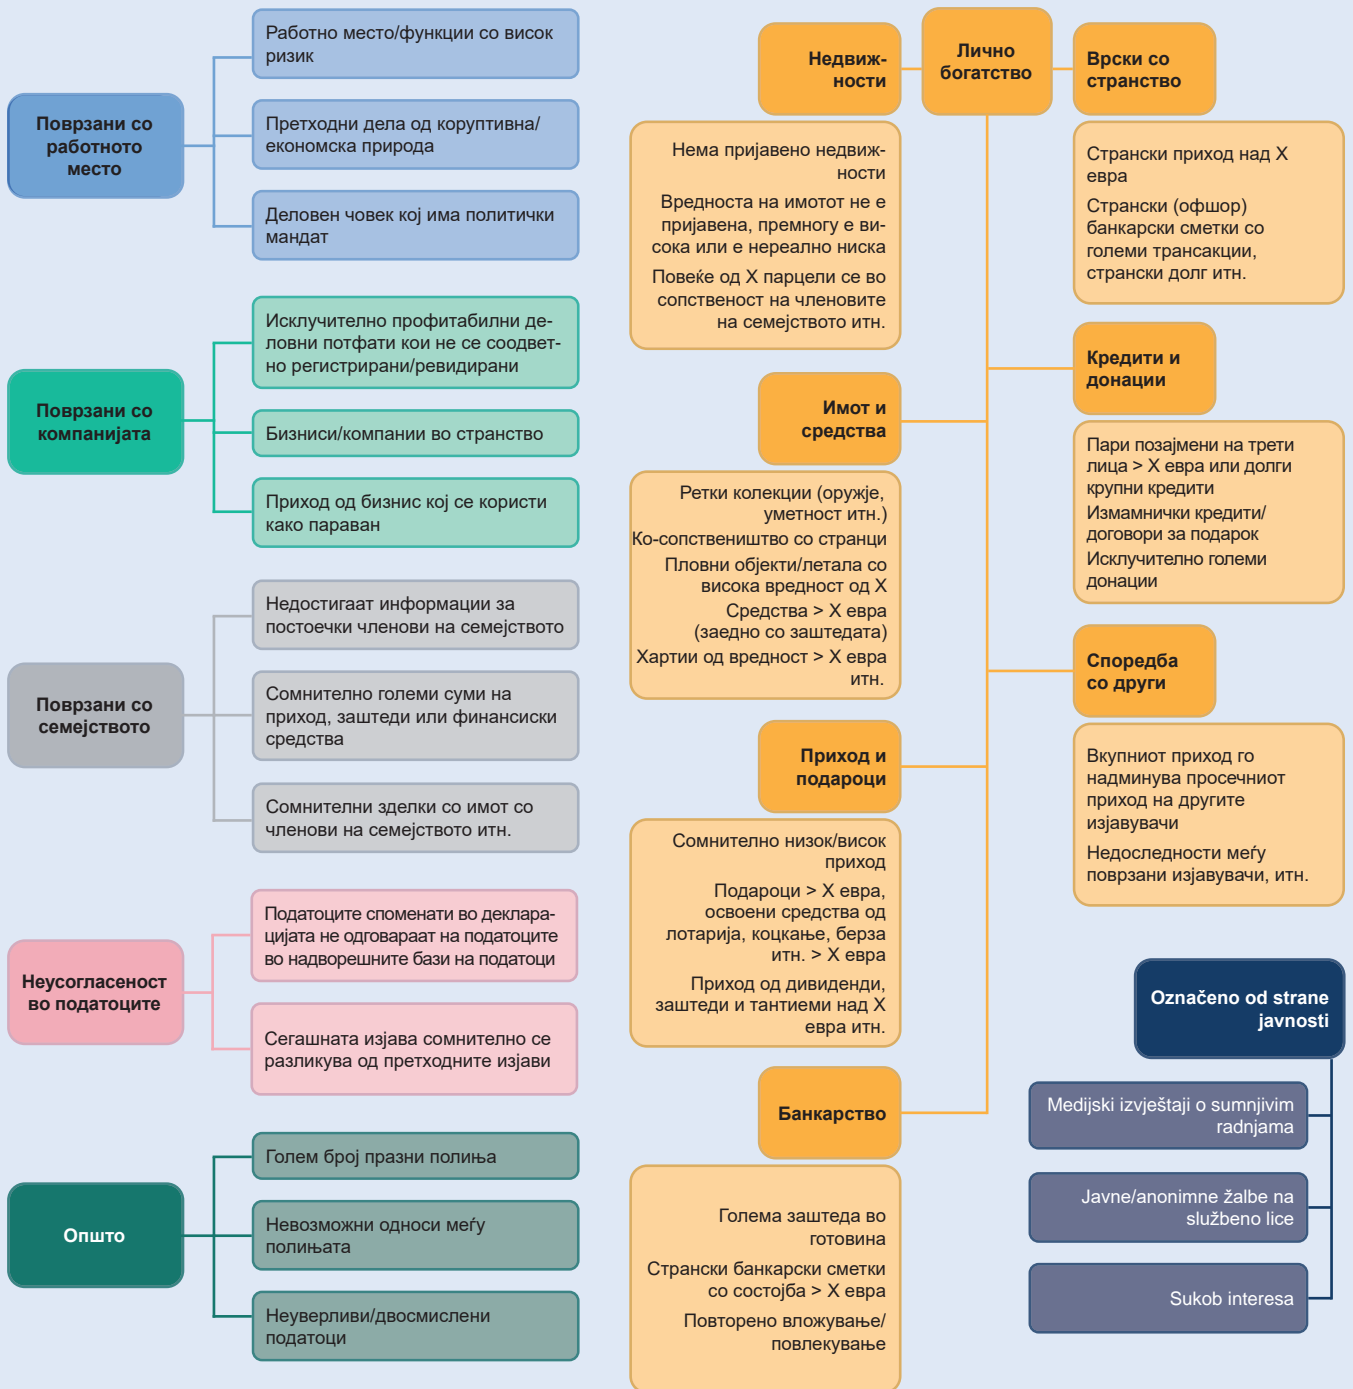 Поврзани со
работното
место
Работно место/функции со висок
ризик
Претходни дела од коруптивна/
економска природа
Деловен човек кој има политички
мандат
Поврзани со
компанијата
Исклучително профитабилни де-
ловни потфати кои не се соодвет-
но регистрирани/ревидирани
Бизниси/компании во странство
Приход од бизнис кој се користи
како параван
Поврзани со
семејството
Недостигаат информации за
постоечки членови на семејството
Сомнително големи суми на
приход, заштеди или финансиски
средства
Сомнителни зделки со имот со
членови на семејството итн.
Неусогласеност
во податоците
Податоците споменати во деклара-
цијата не одговараат на податоците
во надворешните бази на податоци
Сегашната изјава сомнително се
разликува од претходните изјави
Општо
Голем број празни полиња
Невозможни односи меѓу
полињата
Неуверливи/двосмислени
податоци
Лично
богатство
Недвиж-
ности
Нема пријавено недвиж-
ности
Вредноста на имотот не е
пријавена, премногу е ви-
сока или е нереално ниска
Повеќе од X парцели се во
сопственост на членовите
на семејството итн.
Имот и
средства
Ретки колекции (оружје,
уметност итн.)
Ко-сопствеништво со странци
Пловни објекти/летала со
висока вредност од X
Средства > X евра
(заедно со заштедата)
Хартии од вредност > X евра
итн.
Приход и
подароци
Сомнително низок/висок
приход
Подароци > X евра,
освоени средства од
лотарија, коцкање, берза
итн. > X евра
Приход од дивиденди,
заштеди и тантиеми над X
евра итн.
Банкарство
Голема заштеда во
готовина
Странски банкарски сметки
со состојба > X евра
Повторено вложување/
повлекување
Врски со
странство
Странски приход над X
евра
Странски (офшор)
банкарски сметки со
големи трансакции,
странски долг итн.
Кредити и
донации
Пари позајмени на трети
лица > X евра или долги
крупни кредити
Измамнички кредити/
договори за подарок
Исклучително големи
донации
Споредба
со други
Вкупниот приход го
надминува просечниот
приход на другите
изјавувачи
Недоследности меѓу
поврзани изјавувачи, итн.
Označeno od strane
javnosti
Medijski izvještaji o sumnjivim
radnjama
Javne/anonimne žalbe na
službeno lice
Sukob interesa